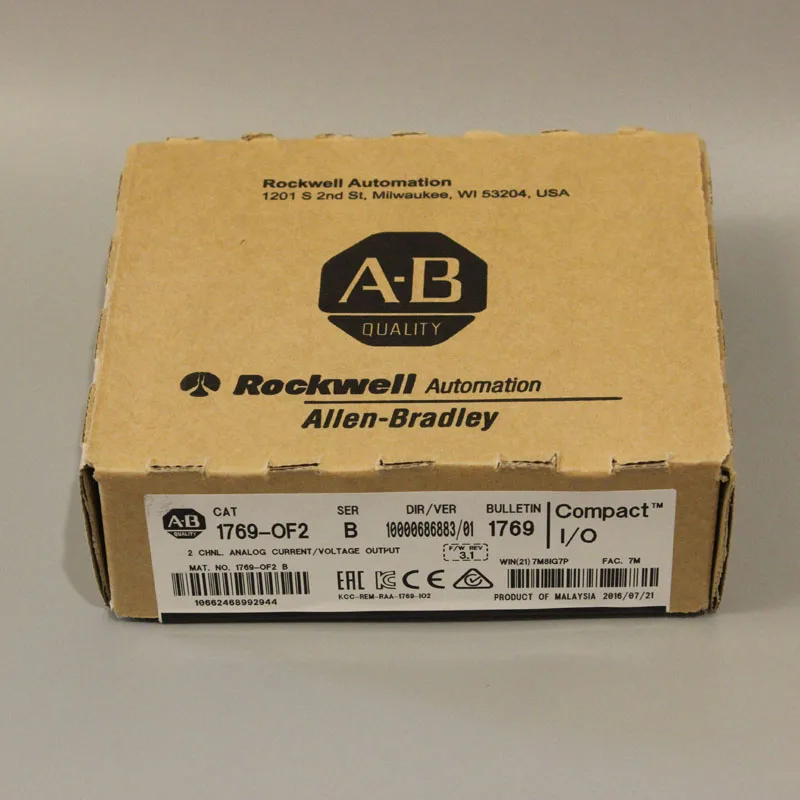 Rockwell Automation
1201 S 2nd St, Milwaukee, WI 53204, USA
A-B
QUALITY
Rockwell Automation
Allen-Bradley
A-B
QUALITY
CAT
1769-OF2
SER
B
DIR/VER
10000686883/01
BULLETIN
1769
Compact™
I/O
2 CHNL. ANALOG CURRENT/VOLTAGE OUTPUT
F/W REV
3.1
MAT. NO. 1769-OF2 B
10662468992944
EAC
CE
KCC-REM-RAA-1769-IO2
WIN(21) 7M8IG7P
FAC. 7M
PRODUCT OF MALAYSIA 2016/07/21